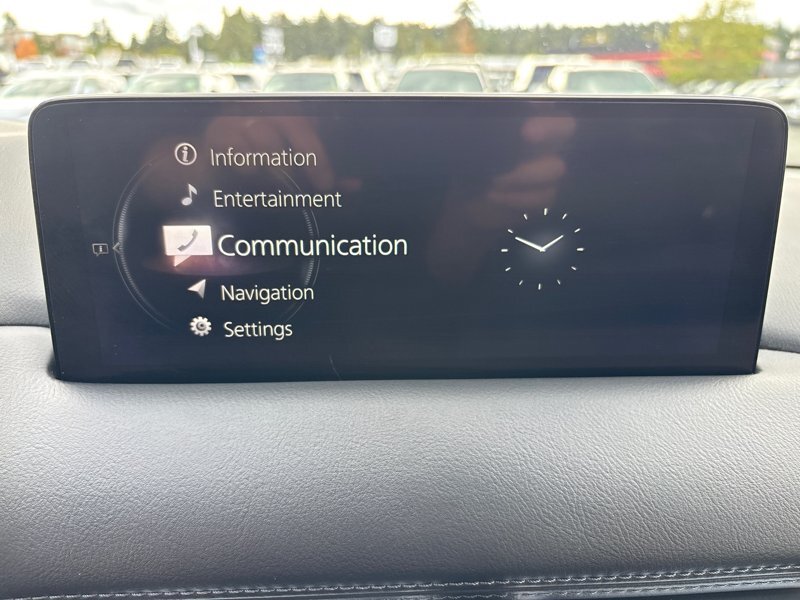 Information
Entertainment
Communication
Navigation
Settings